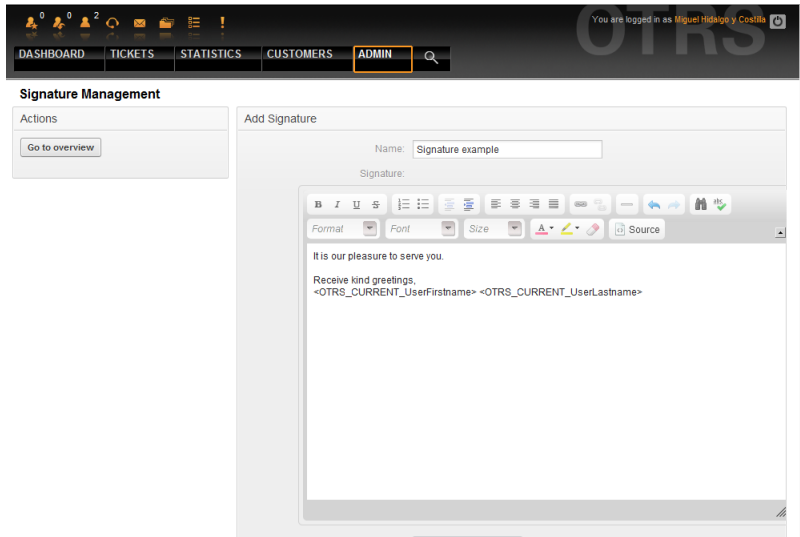 0 0 2
You are logged in as Miguel Hidalgo y Costilla
OTRS
DASHBOARD TICKETS STATISTICS CUSTOMERS ADMIN
Signature Management
Actions
Go to overview
Add Signature
Name: Signature example
Signature:
B I U S
abc
Format Font Size A Source
It is our pleasure to serve you.
Receive kind greetings,
<OTRS_CURRENT_UserFirstname> <OTRS_CURRENT_UserLastname>